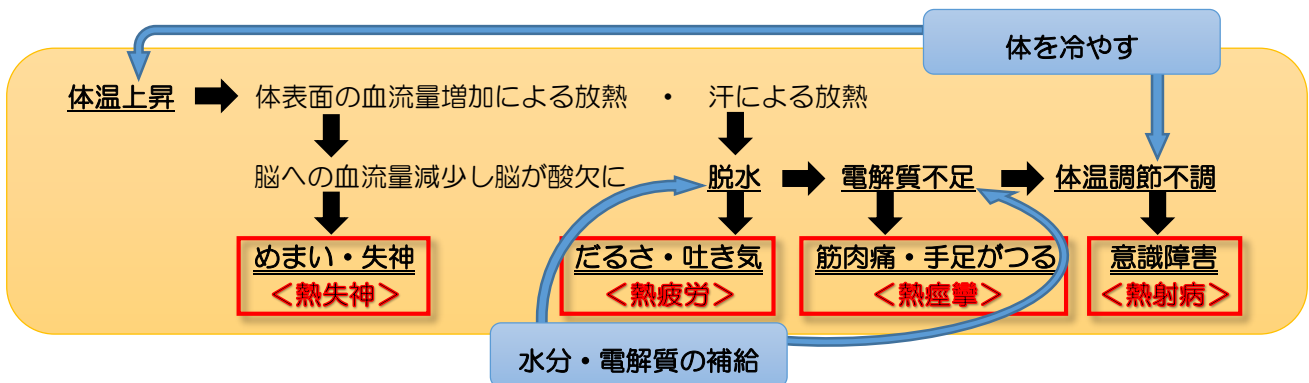 体を冷やす
体温上昇 体表面の血流量増加による放熱 ・ 汗による放熱
脳への血流量減少し脳が酸欠に 脱水 電解質不足 体温調節不調
めまい・失神 だるさ・吐き気 筋肉痛・手足がつる 意識障害
＜熱失神＞ ＜熱疲労＞ ＜熱痙攣＞ ＜熱射病＞
水分・電解質の補給